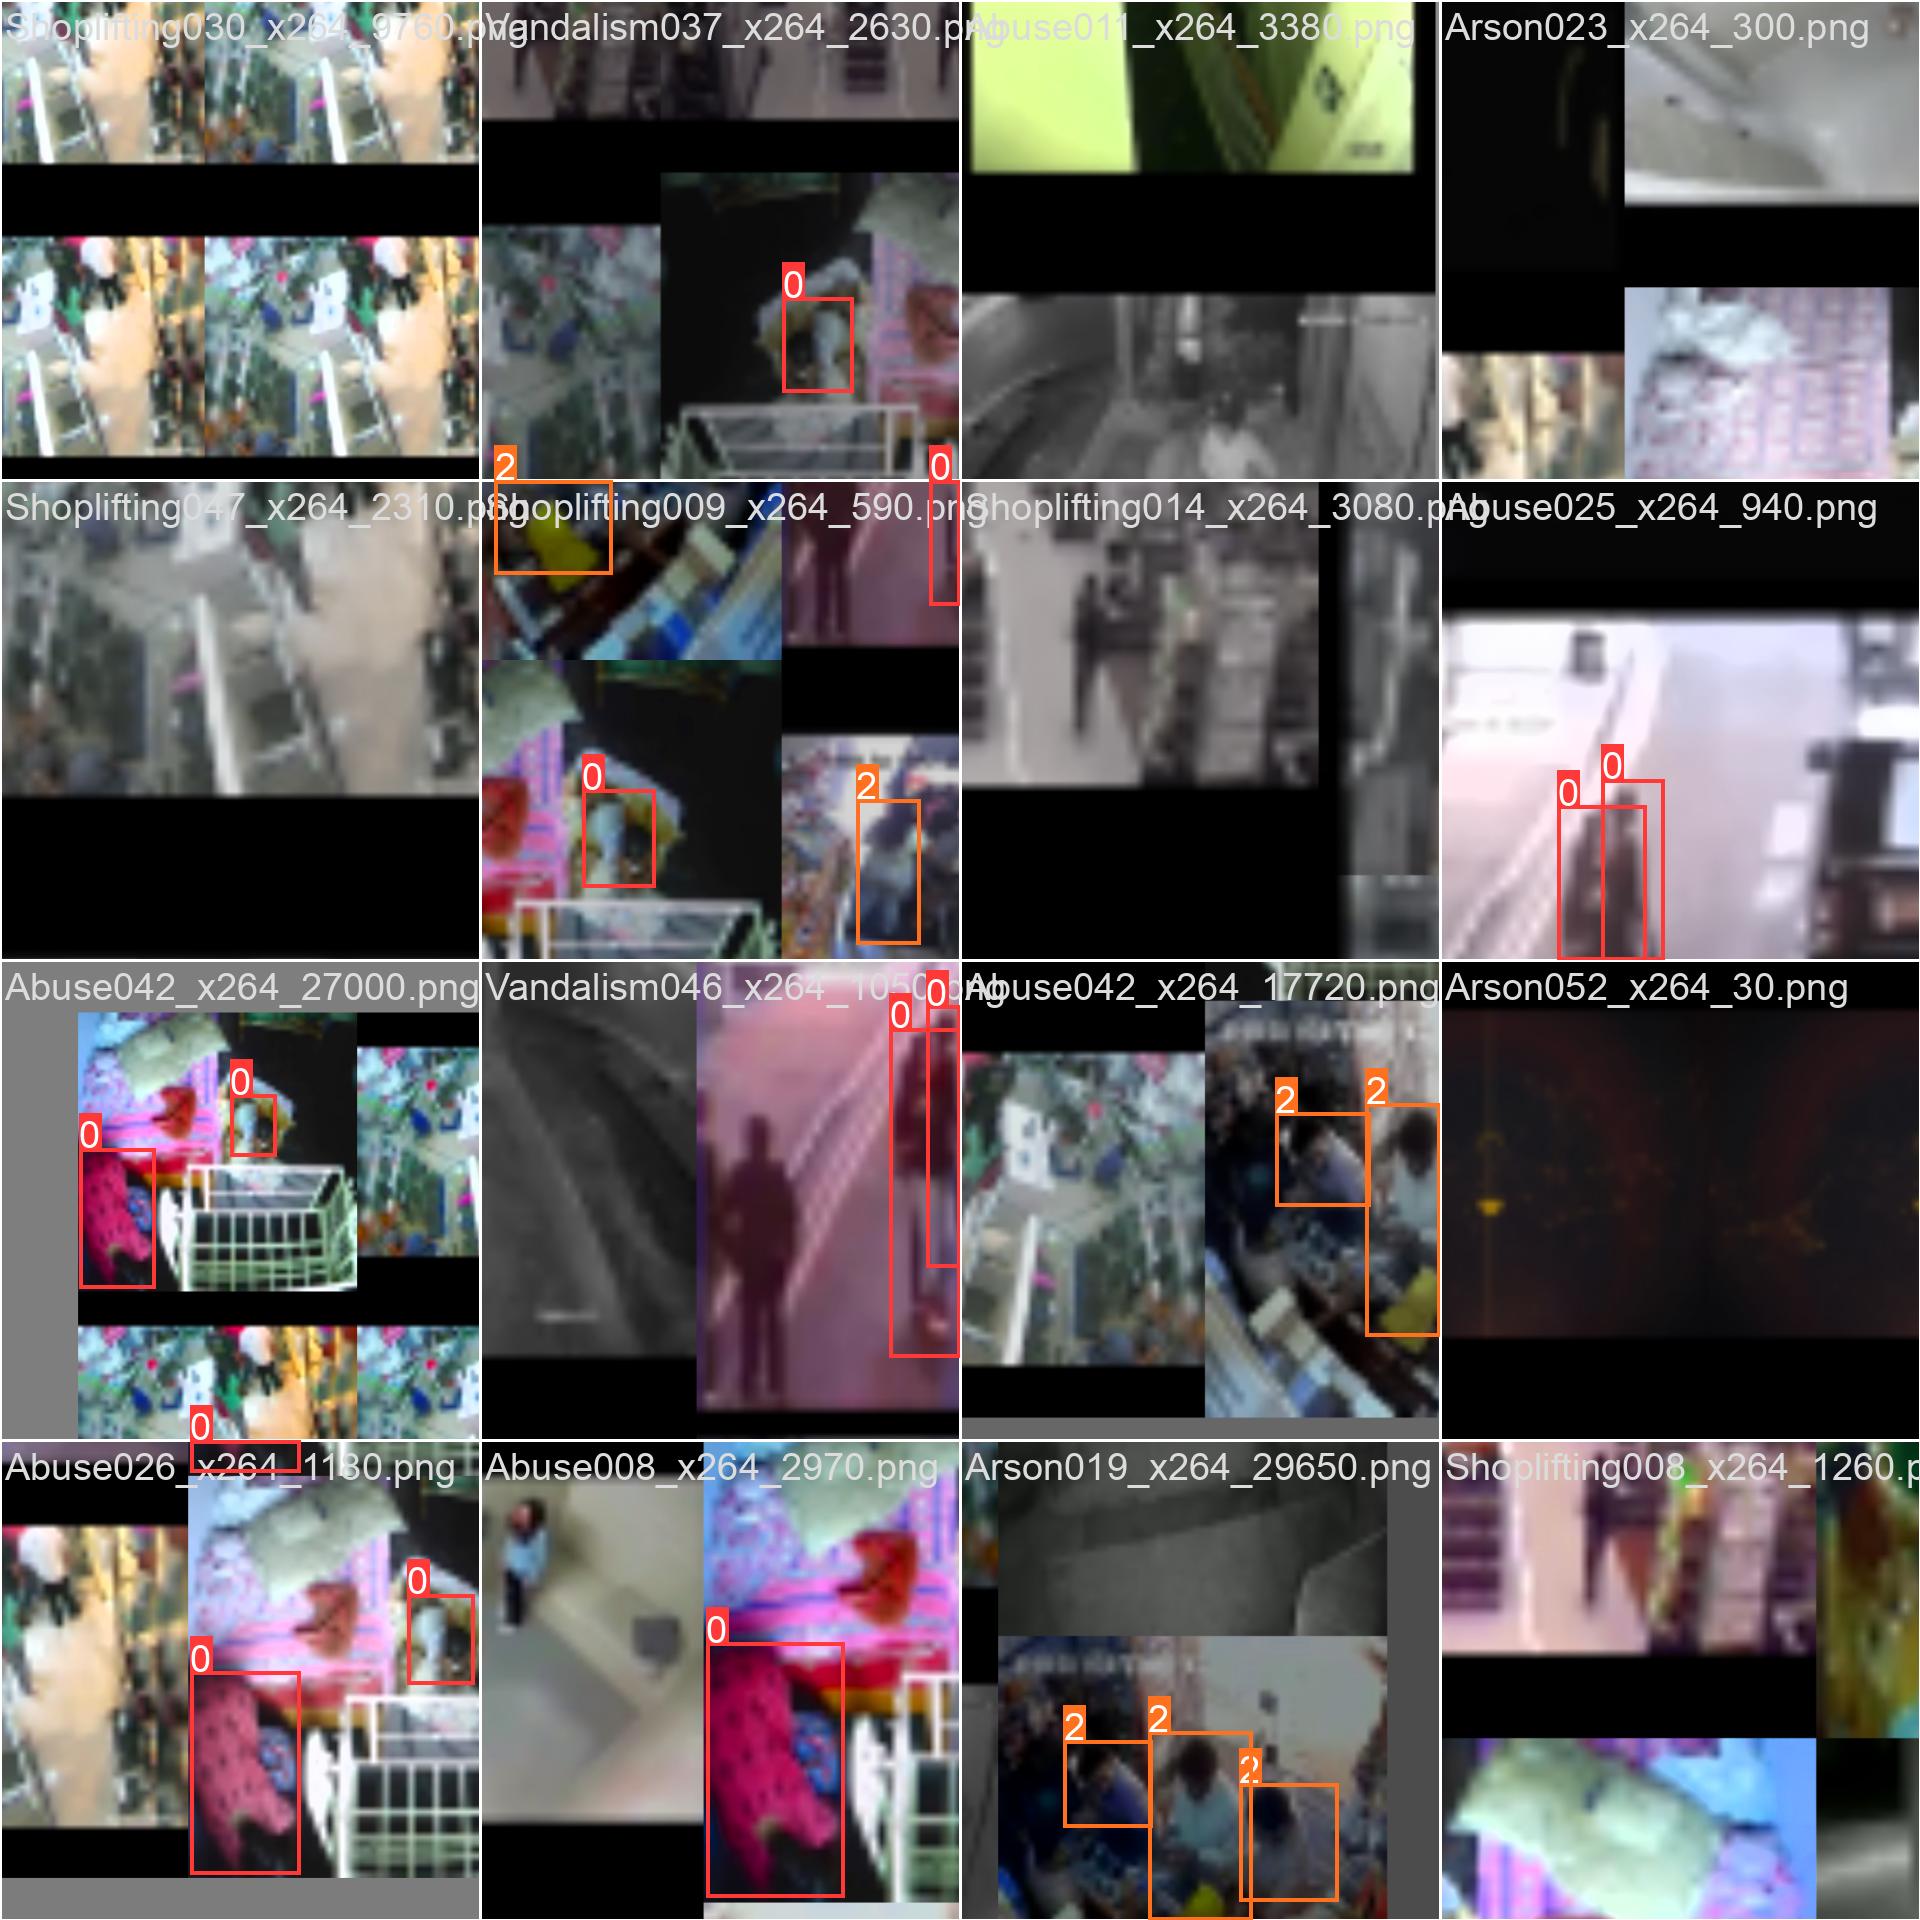 Shoplifting030_x264_9760.png
Vandalism037_x264_2630.png
Abuse011_x264_3380.png
Arson023_x264_300.png
0
2
0
Shoplifting047_x264_2310.png
Shoplifting009_x264_590.png
Shoplifting014_x264_3080.png
Abuse025_x264_940.png
0
0
0
2
Abuse042_x264_27000.png
Vandalism046_x264_1050.png
Abuse042_x264_17720.png
Arson052_x264_30.png
0
0
0
0
2
2
0
Abuse026_x264_1180.png
Abuse008_x264_2970.png
Arson019_x264_29650.png
Shoplifting008_x264_1260.p
0
0
0
2
2
2